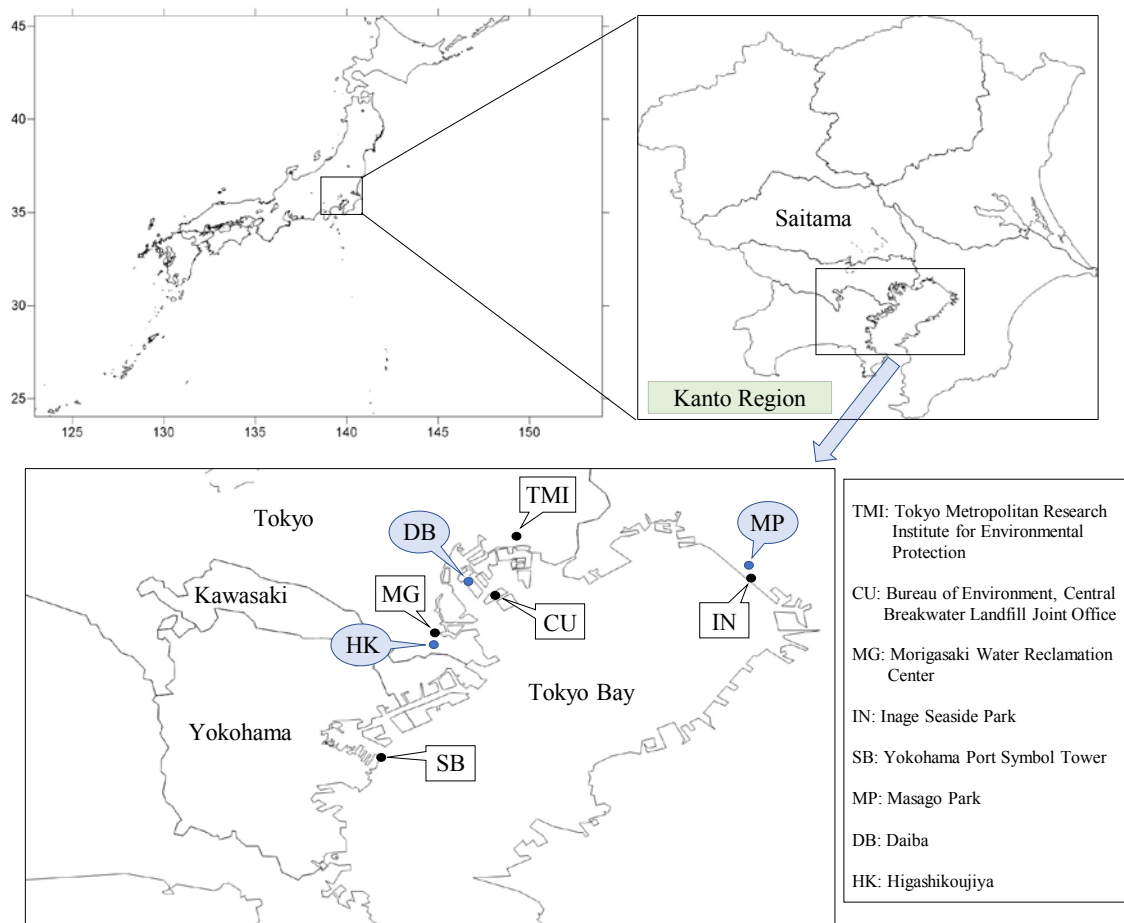 45
40
35
30
25
125
130
135
140
145
150
Saitama
Kanto Region
Tokyo
TMI
DB
MP
Kawasaki
MG
CU
IN
HK
Tokyo Bay
Yokohama
SB
TMI: Tokyo Metropolitan Research
Institute for Environmental
Protection
CU: Bureau of Environment, Central
Breakwater Landfill Joint Office
MG: Morigasaki Water Reclamation
Center
IN: Inage Seaside Park
SB: Yokohama Port Symbol Tower
MP: Masago Park
DB: Daiba
HK: Higashikoujiya